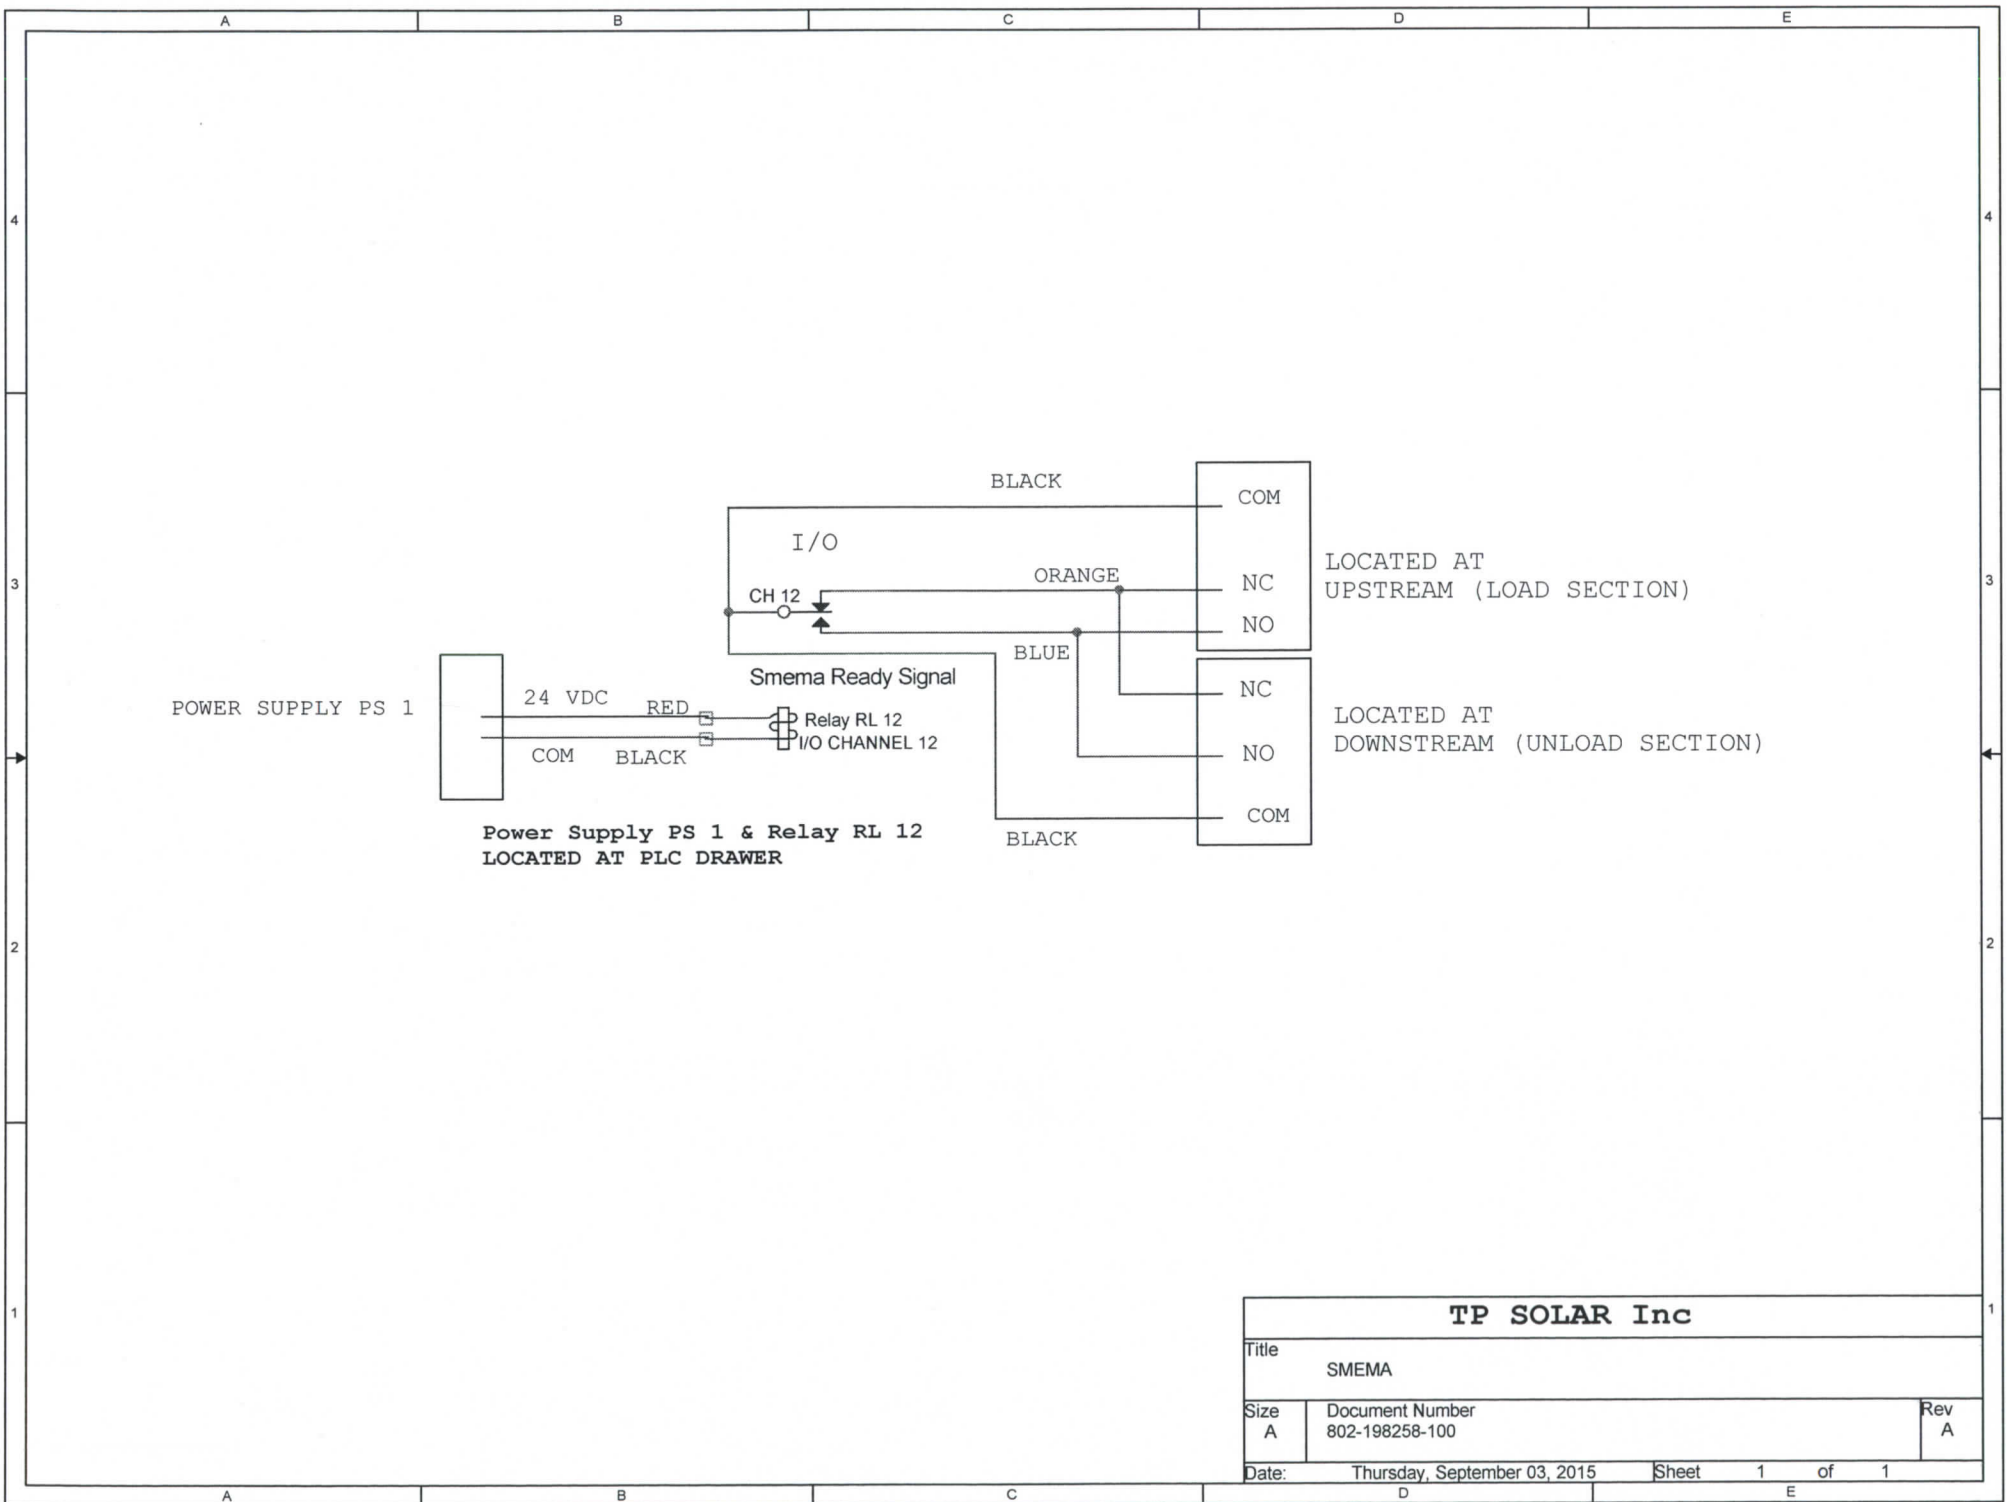 A B C D E
4 4
BLACK
COM
I/O
ORANGE
CH 12
NC
NO
LOCATED AT
UPSTREAM (LOAD SECTION)
3 3
BLUE
Smema Ready Signal
NC
NO
COM
LOCATED AT
DOWNSTREAM (UNLOAD SECTION)
POWER SUPPLY PS 1
24 VDC
RED
COM
BLACK
Relay RL 12
I/O CHANNEL 12
BLACK
Power Supply PS 1 & Relay RL 12
LOCATED AT PLC DRAWER
2 2
1 1
TP SOLAR Inc
Title
SMEMA
Size
A
Document Number
802-198258-100
Rev
A
Date: Thursday, September 03, 2015 Sheet 1 of 1
A B C D E